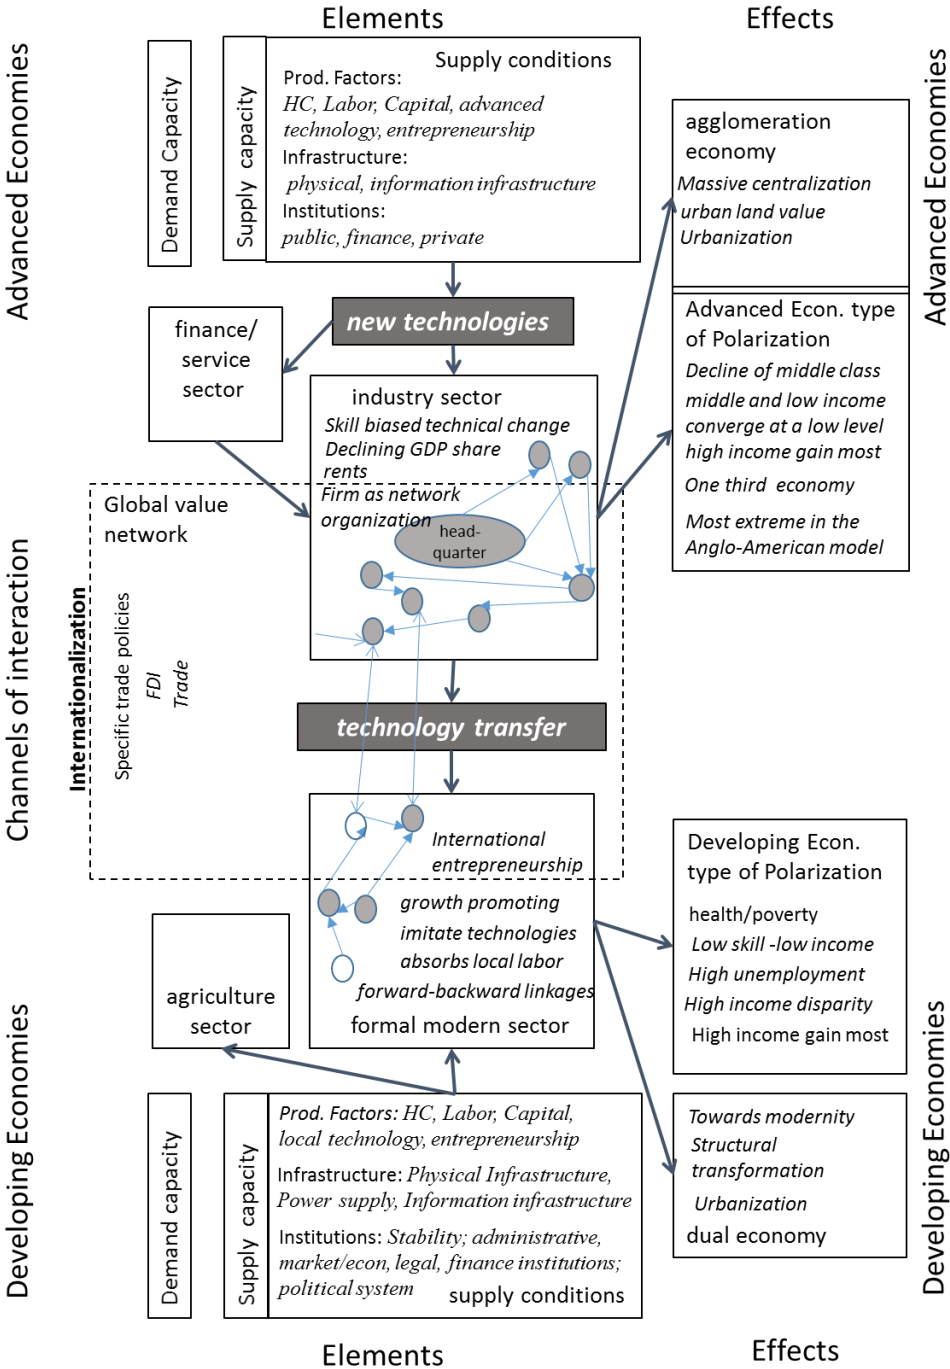 Elements
Effects
Advanced Economies
Demand Capacity
Supply capacity
Supply conditions
Prod. Factors:
HC, Labor, Capital, advanced
technology, entrepreneurship
Infrastructure:
physical, information infrastructure
Institutions:
public, finance, private
Advanced Economies
agglomeration
economy
Massive centralization
urban land value
Urbanization
new technologies
finance/
service
sector
Advanced Econ. type
of Polarization
Decline of middle class
middle and low income
converge at a low level
high income gain most
One third economy
Most extreme in the
Anglo-American model
industry sector
Skill biased technical change
Declining GDP share
rents
Firm as network
organization
head-
quarter
Global value
network
Channels of interaction
Internationalization
Specific trade policies
FDI
Trade
technology transfer
International
entrepreneurship
growth promoting
imitate technologies
absorbs local labor
forward-backward linkages
formal modern sector
agriculture
sector
Developing Econ.
type of Polarization
health/poverty
Low skill -low income
High unemployment
High income disparity
High income gain most
Developing Economies
Demand capacity
Supply capacity
Prod. Factors: HC, Labor, Capital,
local technology, entrepreneurship
Infrastructure: Physical Infrastructure,
Power supply, Information infrastructure
Institutions: Stability; administrative,
market/econ, legal, finance institutions;
political system
supply conditions
Towards modernity
Structural
transformation
Urbanization
dual economy
Developing Economies
Elements
Effects